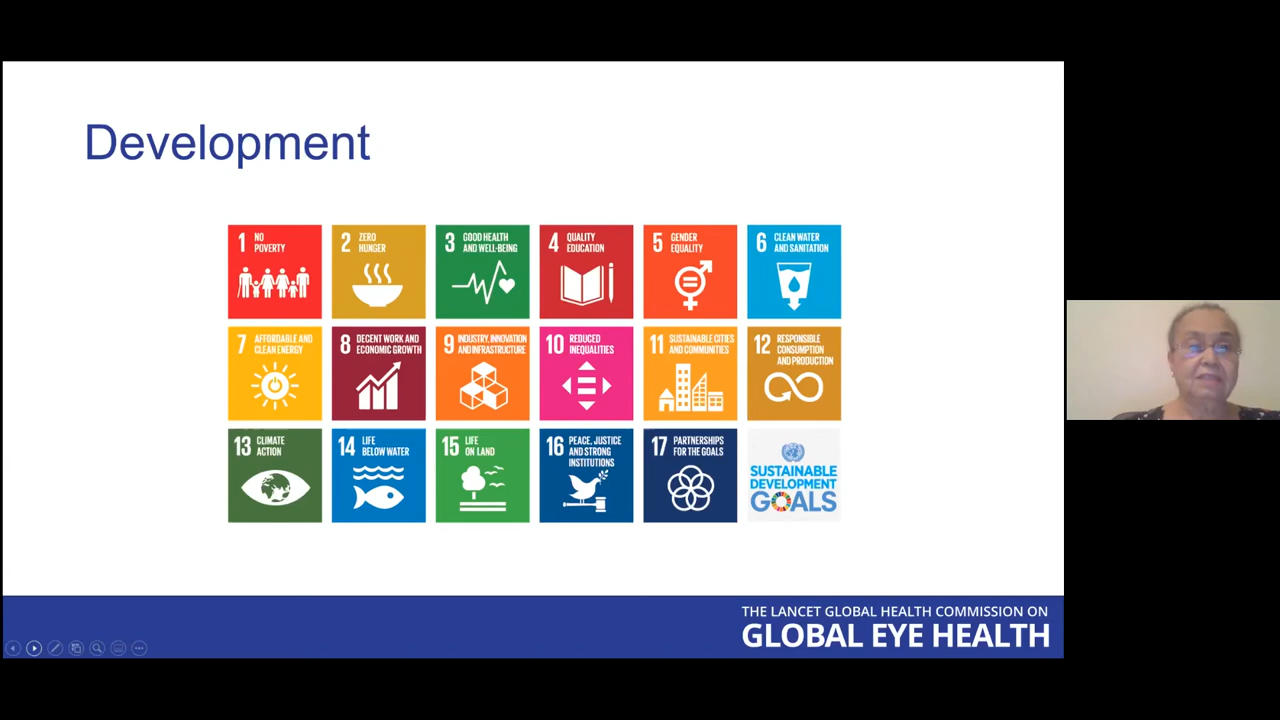 Development
1 NO
POVERTY
2 ZERO
HUNGER
3 GOOD HEALTH
AND WELL-BEING
4 QUALITY
EDUCATION
5 GENDER
EQUALITY
6 CLEAN WATER
AND SANITATION
7 AFFORDABLE AND
CLEAN ENERGY
8 DECENT WORK AND
ECONOMIC GROWTH
9 INDUSTRY, INNOVATION
AND INFRASTRUCTURE
10 REDUCED
INEQUALITIES
11 SUSTAINABLE CITIES
AND COMMUNITIES
12 RESPONSIBLE
CONSUMPTION
AND PRODUCTION
13 CLIMATE
ACTION
14 LIFE
BELOW WATER
15 LIFE
ON LAND
16 PEACE, JUSTICE
AND STRONG
INSTITUTIONS
17 PARTNERSHIPS
FOR THE GOALS
SUSTAINABLE
DEVELOPMENT
GOALS
THE LANCET GLOBAL HEALTH COMMISSION ON
GLOBAL EYE HEALTH